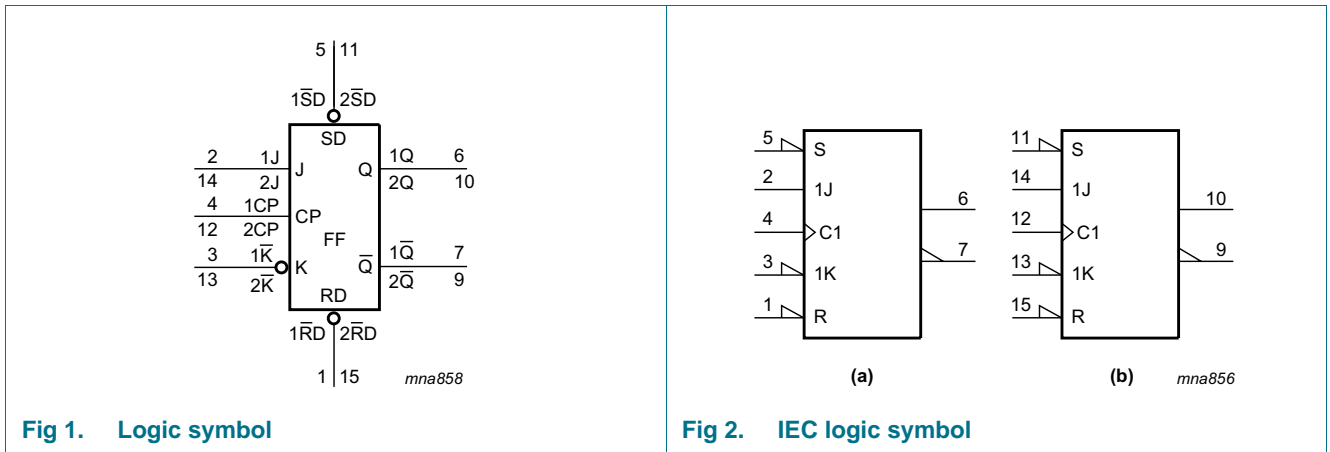 5 11
1S̅D 2S̅D
SD
2 1J J Q 1Q 6
14 2J 2Q 10
4 1CP CP
12 2CP
FF
3 1K̅ K Q̅ 1Q̅ 7
13 2K̅ 2Q̅ 9
RD
1R̅D 2R̅D
1 15 mna858
Fig 1. Logic symbol
5 S
2 1J
6
4 C1
7
3 1K
1 R
(a)
11 S
14 1J
10
12 C1
9
13 1K
15 R
(b) mna856
Fig 2. IEC logic symbol